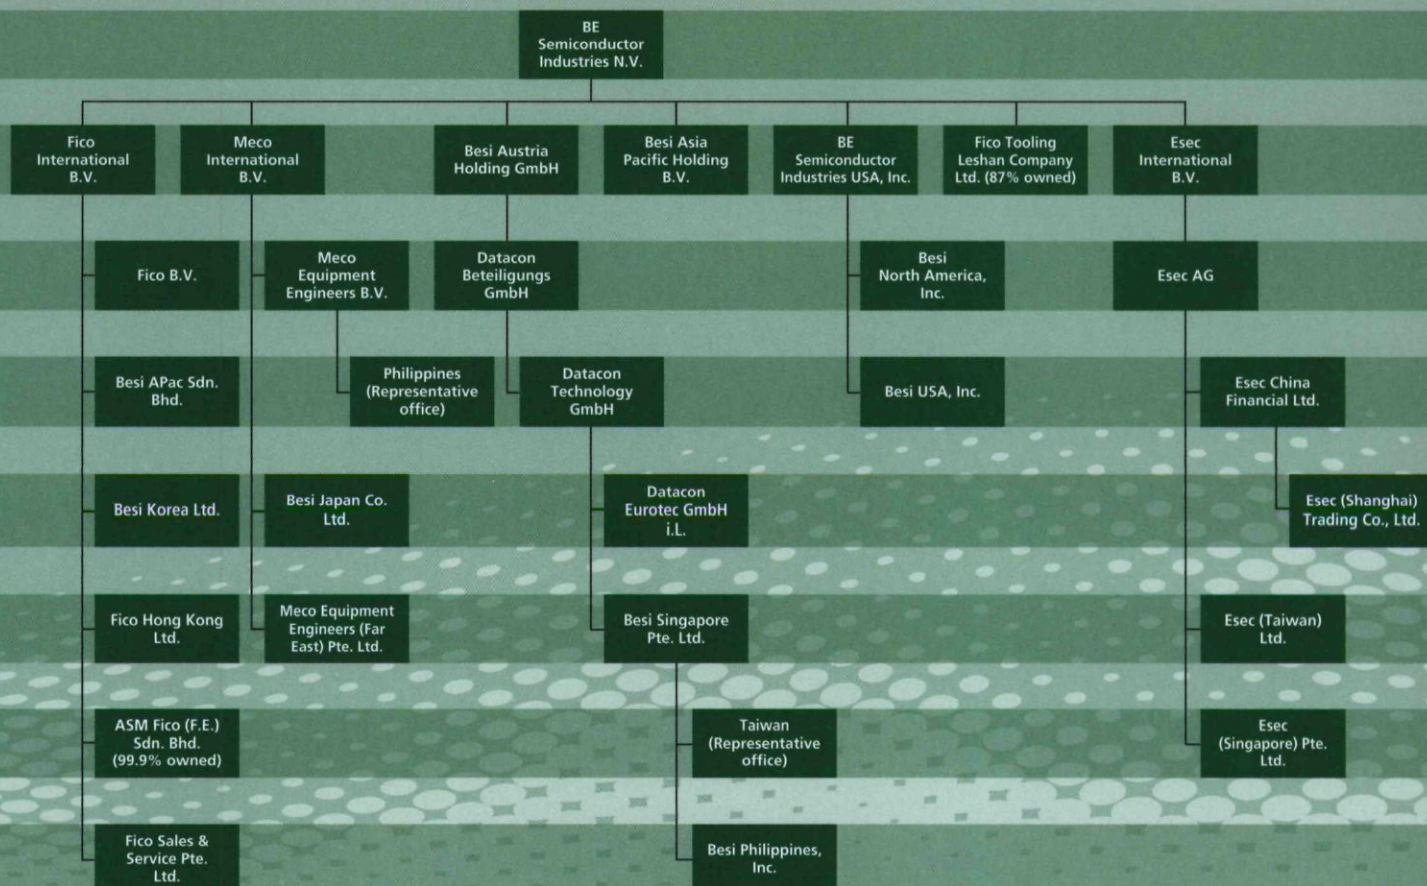 BE
Semiconductor
Industries N.V.
Fico
International
B.V.
Meco
International
B.V.
Besi Austria
Holding GmbH
Besi Asia
Pacific Holding
B.V.
BE
Semiconductor
Industries USA, Inc.
Fico Tooling
Leshan Company
Ltd. (87% owned)
Esec
International
B.V.
Fico B.V.
Meco
Equipment
Engineers B.V.
Datacon
Beteiligungs
GmbH
Besi
North America,
Inc.
Esec AG
Besi APac Sdn.
Bhd.
Philippines
(Representative
office)
Datacon
Technology
GmbH
Besi USA, Inc.
Esec China
Financial Ltd.
Besi Korea Ltd.
Besi Japan Co.
Ltd.
Datacon
Eurotec GmbH
i.L.
Esec (Shanghai)
Trading Co., Ltd.
Fico Hong Kong
Ltd.
Meco Equipment
Engineers (Far
East) Pte. Ltd.
Besi Singapore
Pte. Ltd.
Esec (Taiwan)
Ltd.
ASM Fico (F.E.)
Sdn. Bhd.
(99.9% owned)
Taiwan
(Representative
office)
Esec
(Singapore) Pte.
Ltd.
Fico Sales &
Service Pte.
Ltd.
Besi Philippines,
Inc.